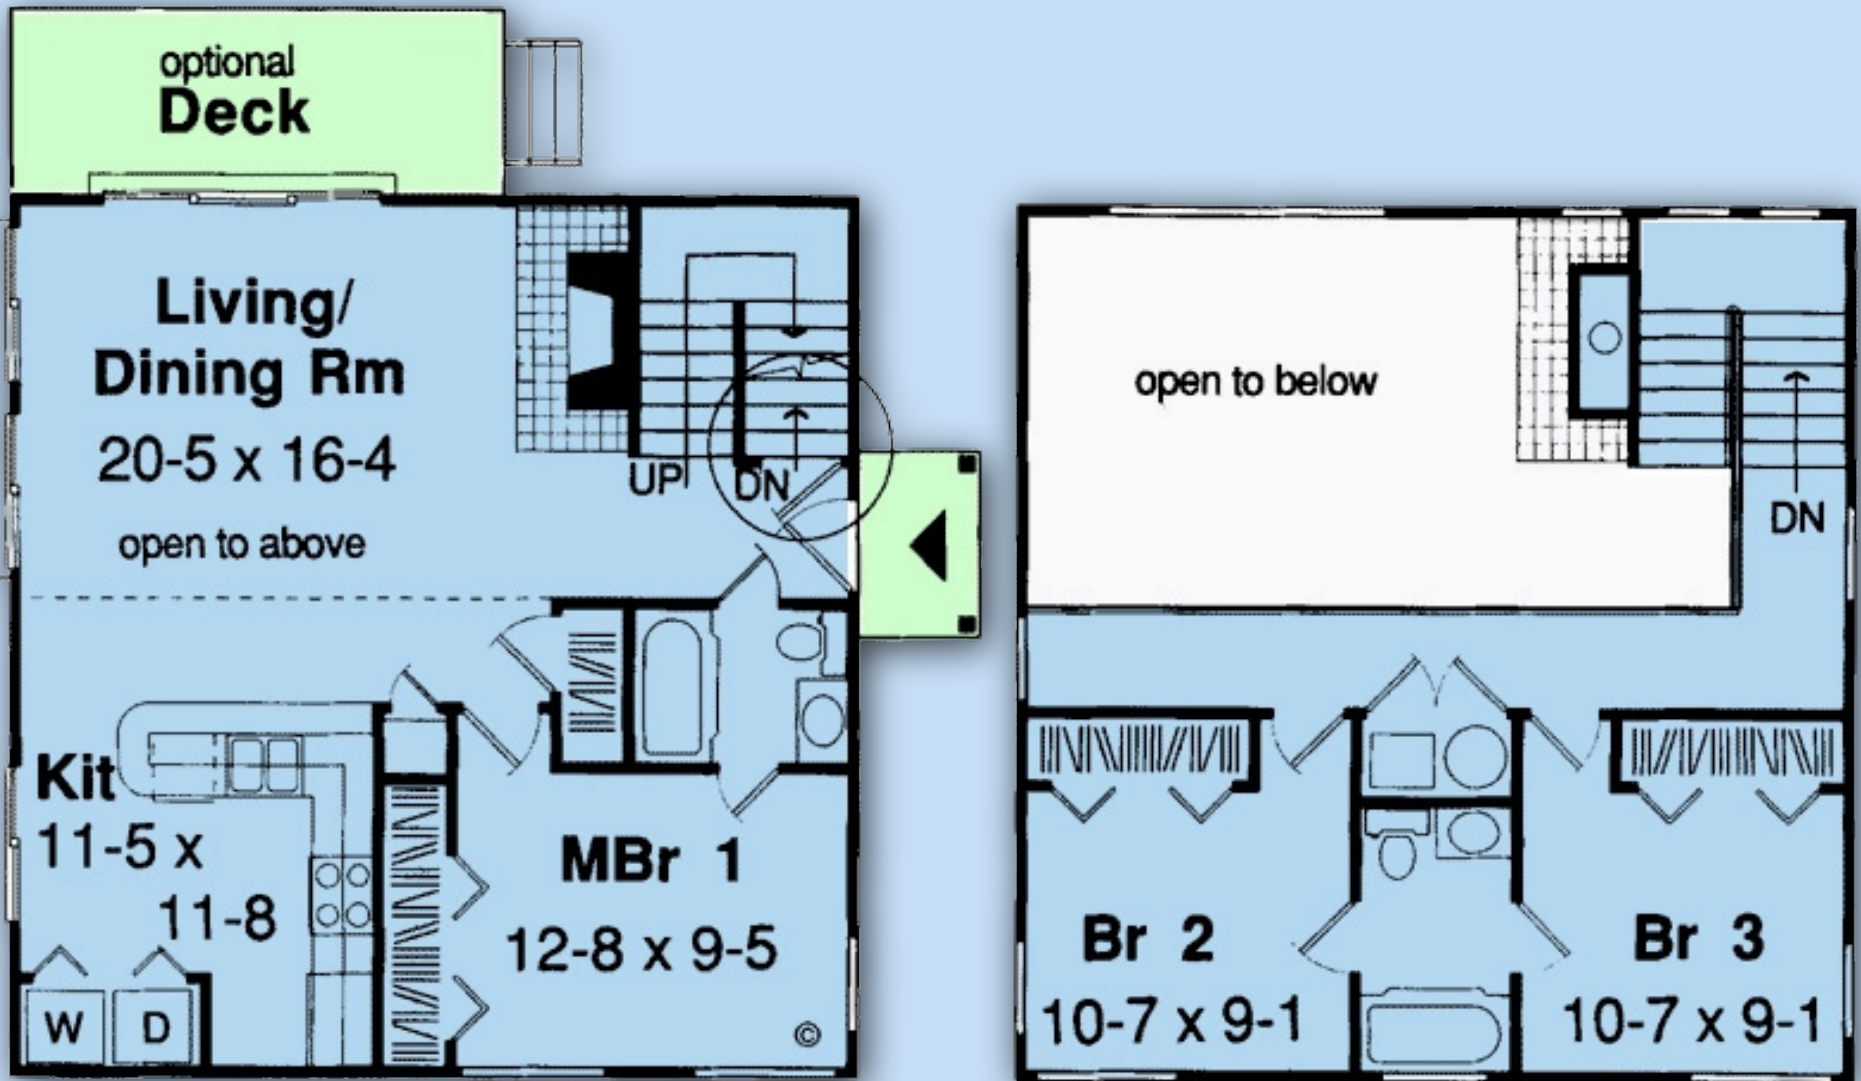 optional
Deck
Living/
Dining Rm
20-5 x 16-4
open to above
UP
DN
Kit
11-5 x
11-8
W
D
MBr 1
12-8 x 9-5
©
open to below
DN
Br 2
10-7 x 9-1
Br 3
10-7 x 9-1